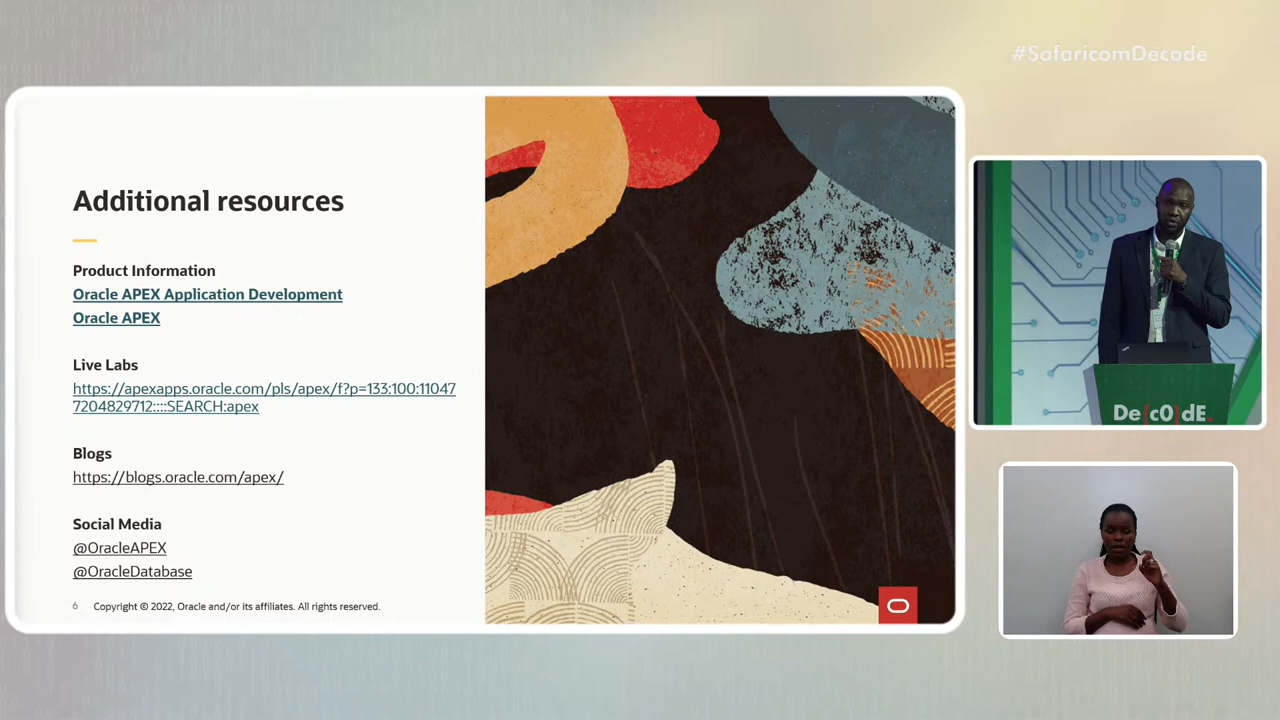 #SafaricomDecode
Additional resources
Product Information
Oracle APEX Application Development
Oracle APEX
Live Labs
https://apexapps.oracle.com/pls/apex/f?p=133:100:11047
7204829712::::SEARCH:apex
Blogs
https://blogs.oracle.com/apex/
Social Media
@OracleAPEX
@OracleDatabase
6 Copyright © 2022, Oracle and/or its affiliates. All rights reserved.
De/c0/dE.